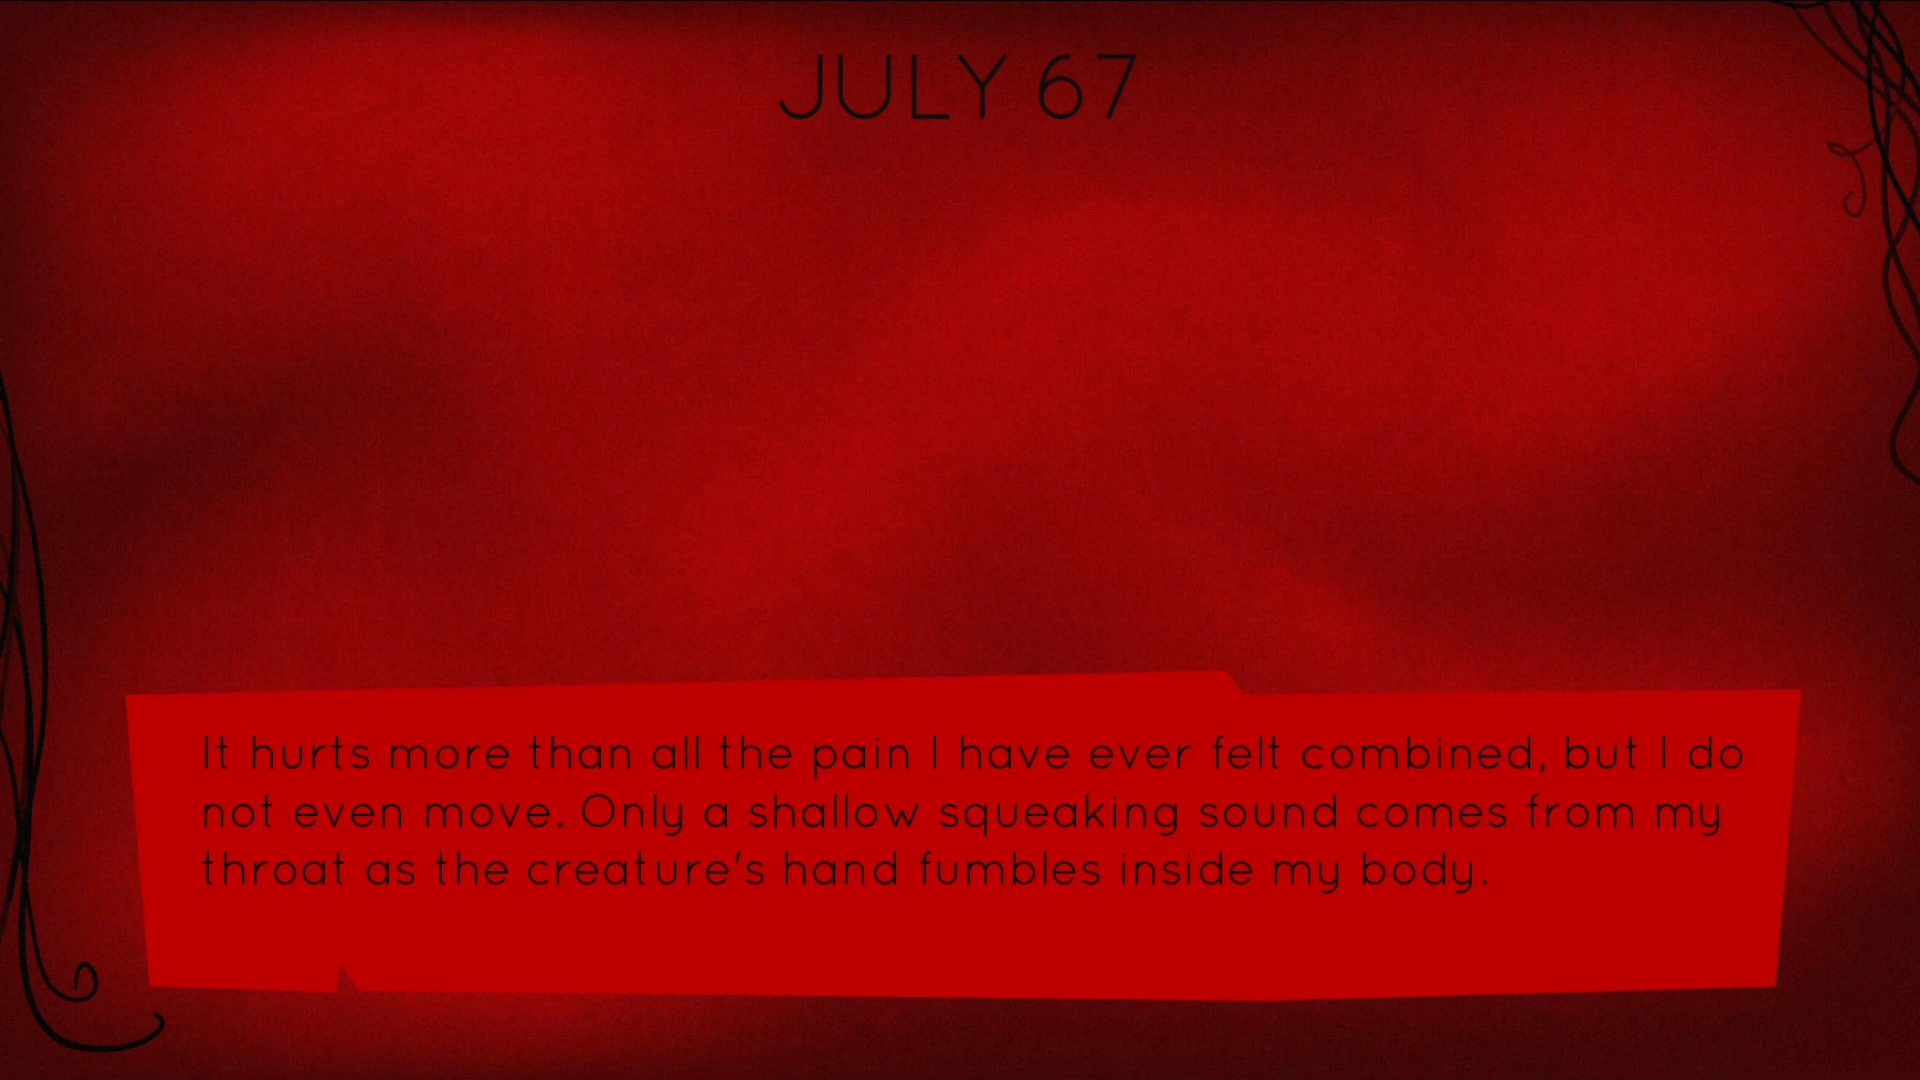 JULY 67
It hurts more than all the pain I have ever felt combined, but I do
not even move. Only a shallow squeaking sound comes from my
throat as the creature's hand fumbles inside my body.